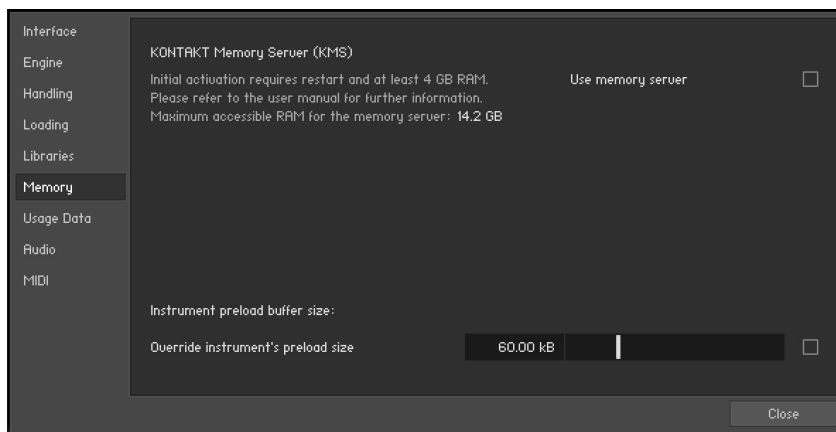 Interface
Engine
Handling
Loading
Libraries
Memory
Usage Data
Audio
MIDI
KONTAKT Memory Server (KMS)
Initial activation requires restart and at least 4 GB RAM.
Please refer to the user manual for further information.
Maximum accessible RAM for the memory server: 14.2 GB
Use memory server
Instrument preload buffer size:
Override instrument's preload size 60.00 kB
Close